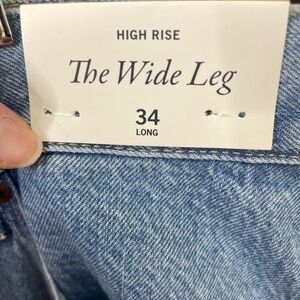 HIGH RISE
The Wide Leg
34
LONG